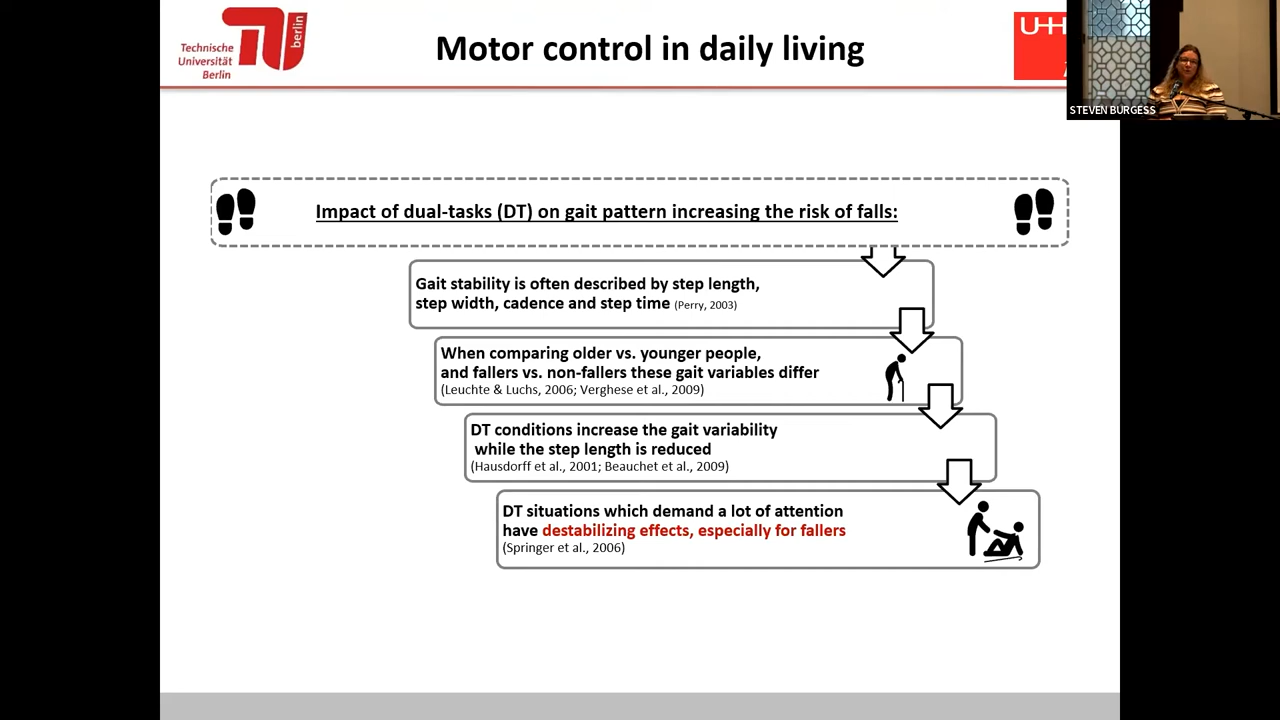 Technische
Universität
Berlin
berlin
Motor control in daily living
STEVEN BURGESS
Impact of dual-tasks (DT) on gait pattern increasing the risk of falls:
Gait stability is often described by step length,
step width, cadence and step time (Perry, 2003)
When comparing older vs. younger people,
and fallers vs. non-fallers these gait variables differ
(Leuchte & Luchs, 2006; Verghese et al., 2009)
DT conditions increase the gait variability
while the step length is reduced
(Hausdorff et al., 2001; Beauchet et al., 2009)
DT situations which demand a lot of attention
have destabilizing effects, especially for fallers
(Springer et al., 2006)